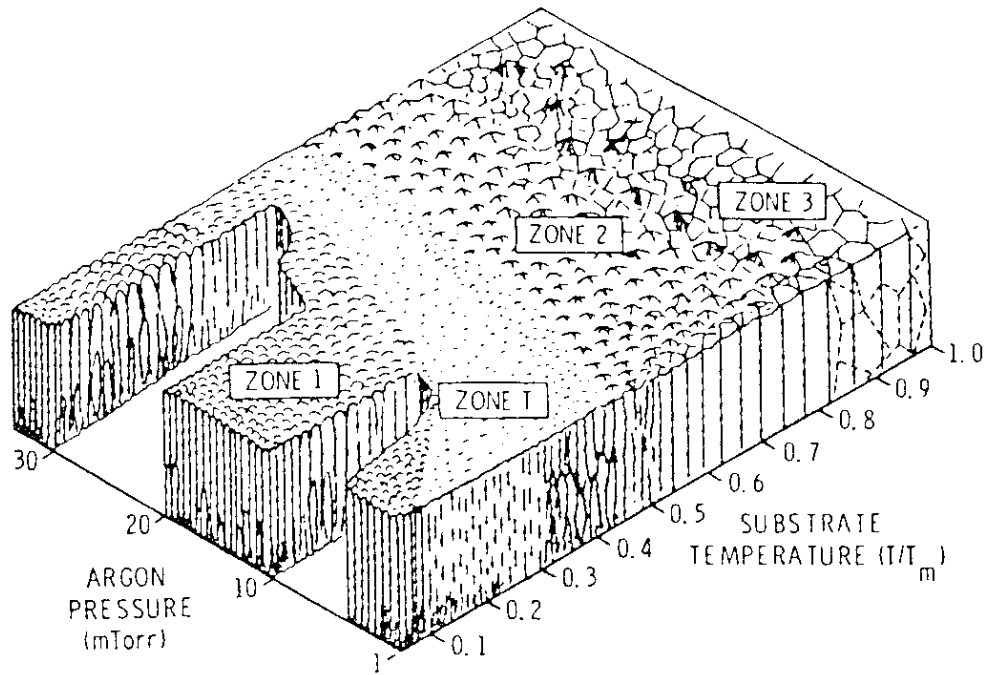 ZONE 3
ZONE 2
ZONE 1
ZONE T
1.0
0.9
0.8
0.7
0.6
0.5
0.4
0.3
0.2
0.1
30
20
10
1
SUBSTRATE
TEMPERATURE (T/Tm)
ARGON
PRESSURE
(mTorr)